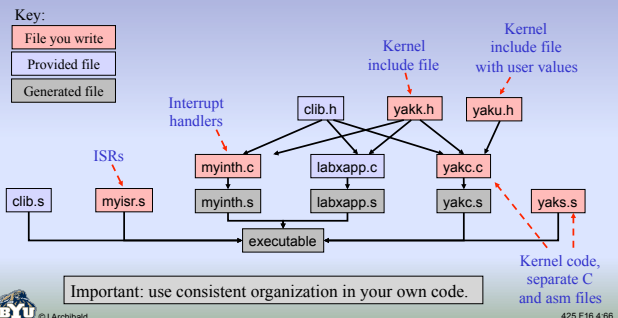 Key:
File you write
Provided file
Generated file
Kernel
include file
Kernel
include file
with user values
Interrupt
handlers
clib.h
yakk.h
yaku.h
ISRs
myinth.c
labxapp.c
yakc.c
clib.s
myisr.s
myinth.s
labxapp.s
yakc.s
yaks.s
executable
Kernel code,
separate C
and asm files
Important: use consistent organization in your own code.
BYU
© J Archibald
425 F16 4:66